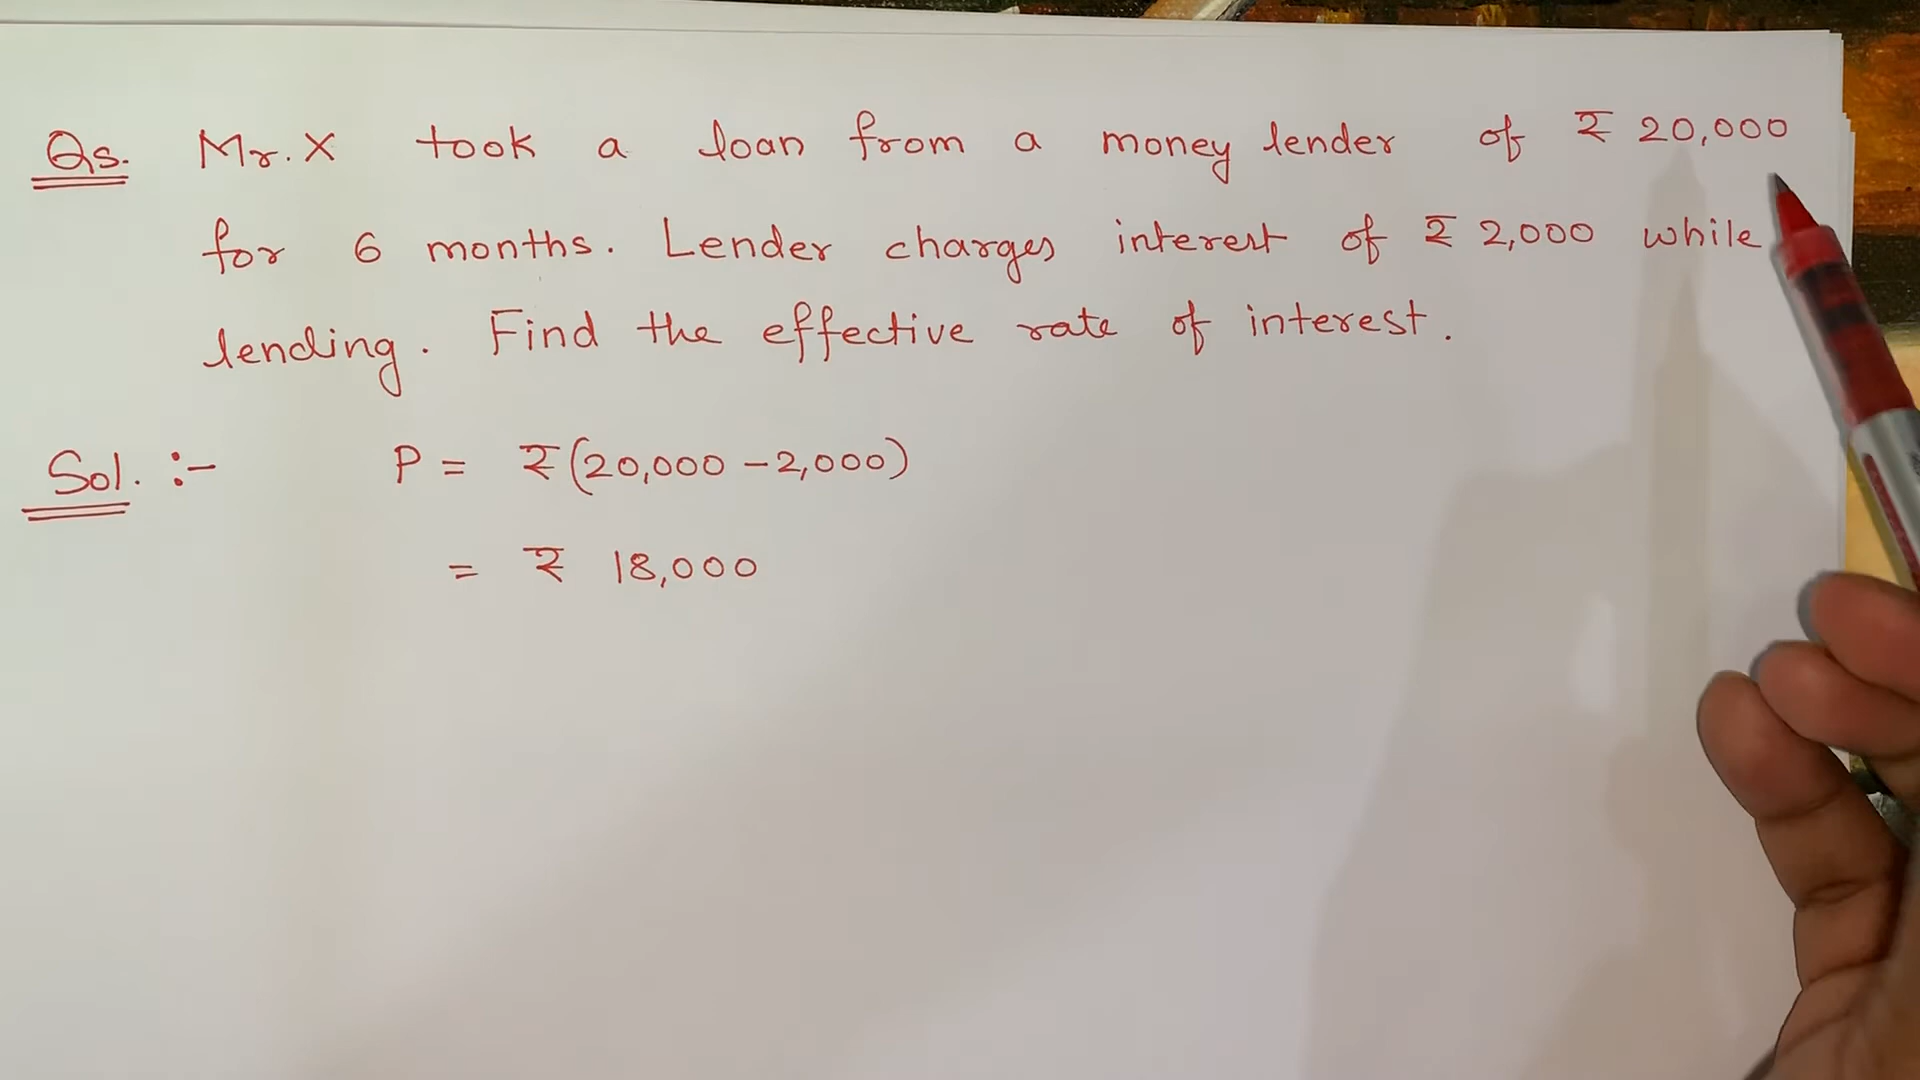 Qs. Mr. X took a loan from a money lender of ₹ 20,000
for 6 months. Lender charges interest of ₹ 2,000 while
lending. Find the effective rate of interest.
Sol. :- P = ₹ (20,000 - 2,000)
= ₹ 18,000